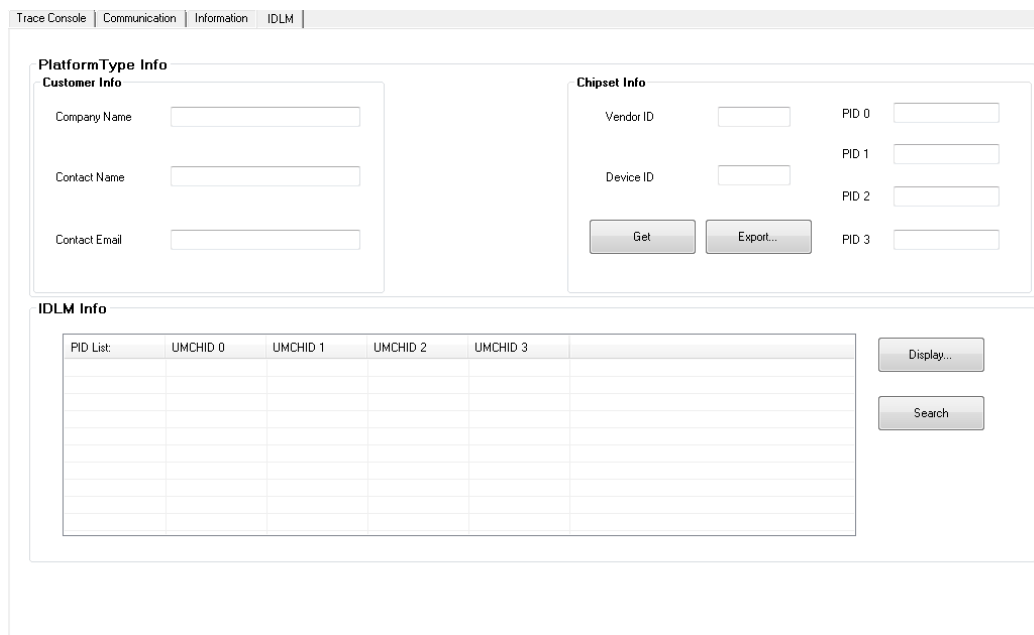 Trace Console Communication Information IDLM
PlatformType Info
Customer Info
Company Name
Contact Name
Contact Email
Chipset Info
Vendor ID
Device ID
Get Export...
PID 0
PID 1
PID 2
PID 3
IDLM Info
PID List: UMCHID 0 UMCHID 1 UMCHID 2 UMCHID 3
Display...
Search